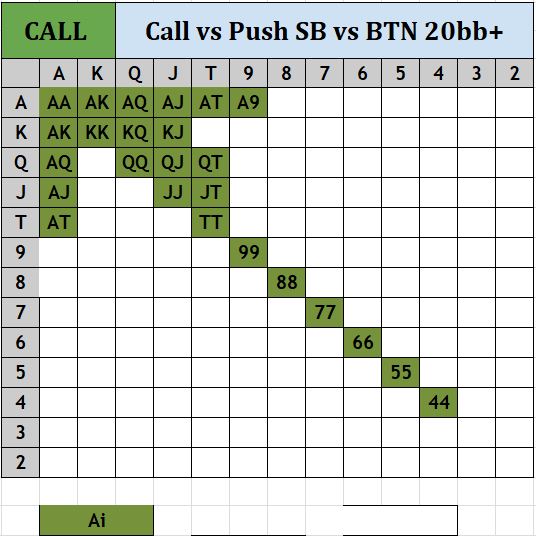 CALL Call vs Push SB vs BTN 20bb+
A K Q J T 9 8 7 6 5 4 3 2
A AA AK AQ AJ AT A9
K AK KK KQ KJ
Q AQ QQ QJ QT
J AJ JJ JT
T AT TT
9 99
8 88
7 77
6 66
5 55
4 44
3
2
Ai